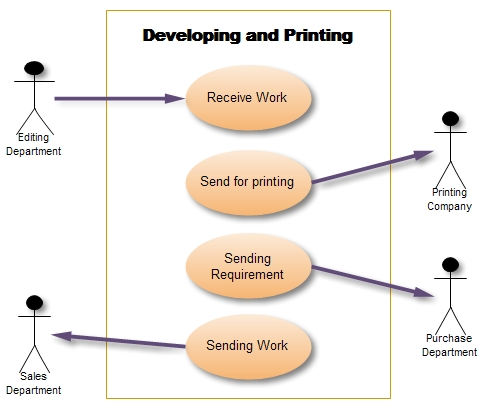 Developing and Printing
Receive Work
Editing
Department
Send for printing
Printing
Company
Sending
Requirement
Purchase
Department
Sending Work
Sales
Department